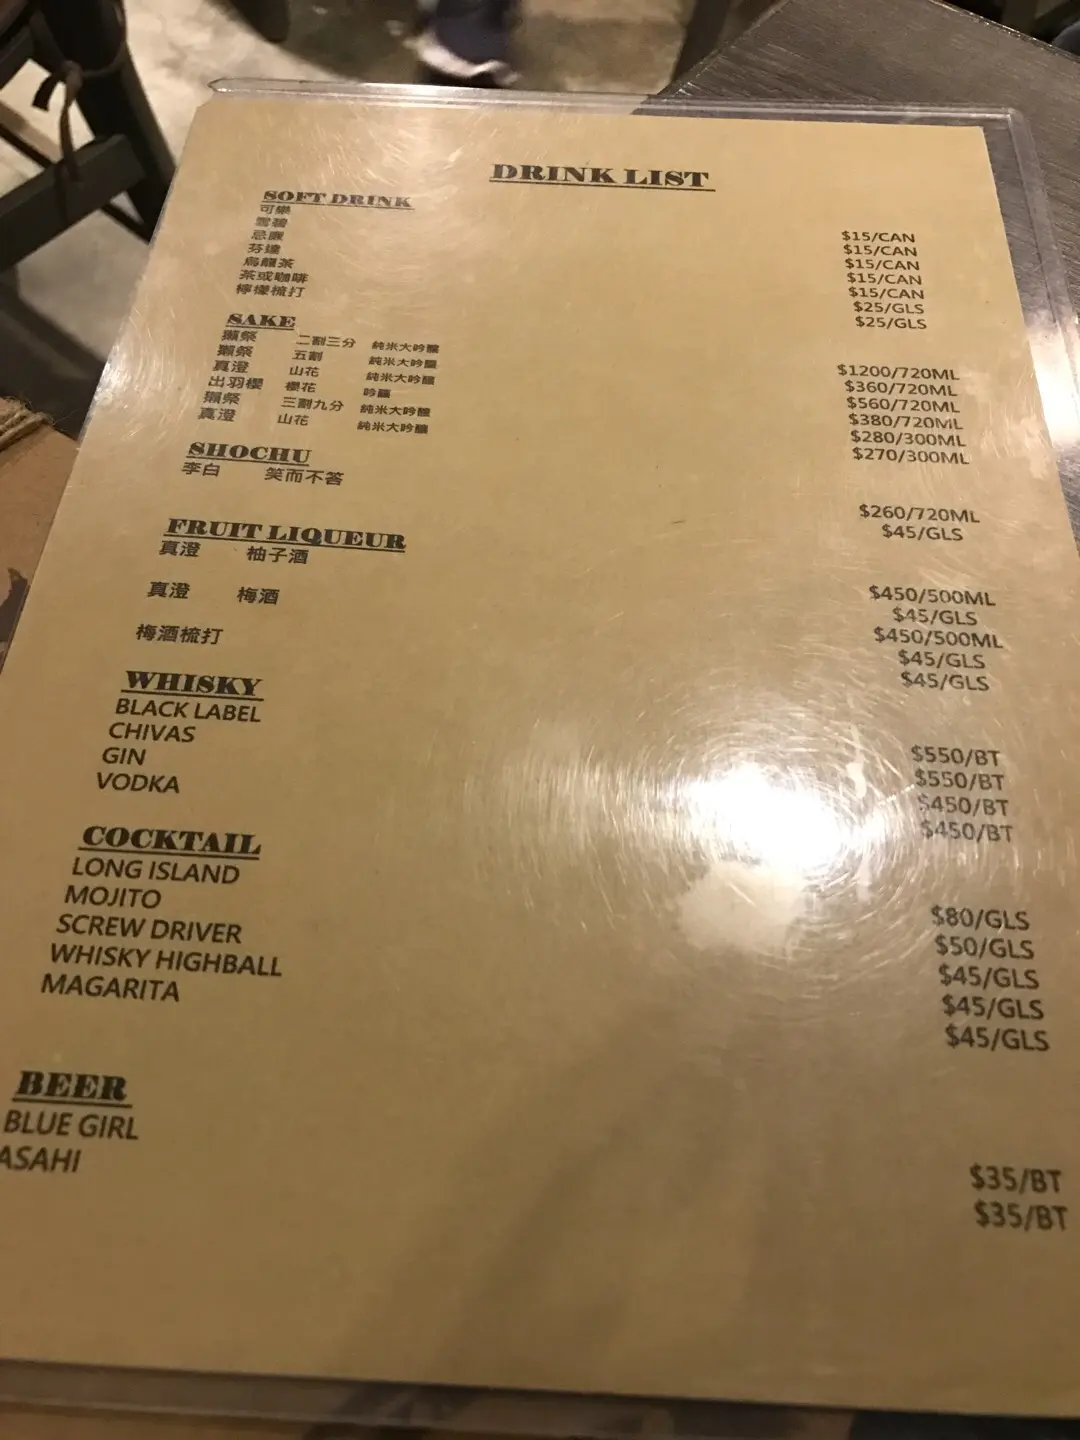 DRINK LIST
SOFT DRINK
可樂 $15/CAN
雪碧 $15/CAN
忌廉 $15/CAN
芬達 $15/CAN
烏龍茶 $15/CAN
茶或咖啡 $25/GLS
檸檬梳打 $25/GLS
SAKE
獺祭 二割三分 純米大吟釀 $1200/720ML
獺祭 五割 純米大吟釀 $360/720ML
真澄 山花 純米大吟釀 $560/720ML
出羽櫻 櫻花 吟釀 $380/720ML
獺祭 三割九分 純米大吟釀 $280/300ML
真澄 山花 純米大吟釀 $270/300ML
SHOCHU
李白 笑而不答 $260/720ML
$45/GLS
FRUIT LIQUEUR
真澄 柚子酒 $450/500ML
$45/GLS
真澄 梅酒 $450/500ML
$45/GLS
梅酒梳打 $45/GLS
WHISKY
BLACK LABEL $550/BT
CHIVAS $550/BT
GIN $450/BT
VODKA $450/BT
COCKTAIL
LONG ISLAND $80/GLS
MOJITO $50/GLS
SCREW DRIVER $45/GLS
WHISKY HIGHBALL $45/GLS
MAGARITA $45/GLS
BEER
BLUE GIRL $35/BT
ASAHI $35/BT